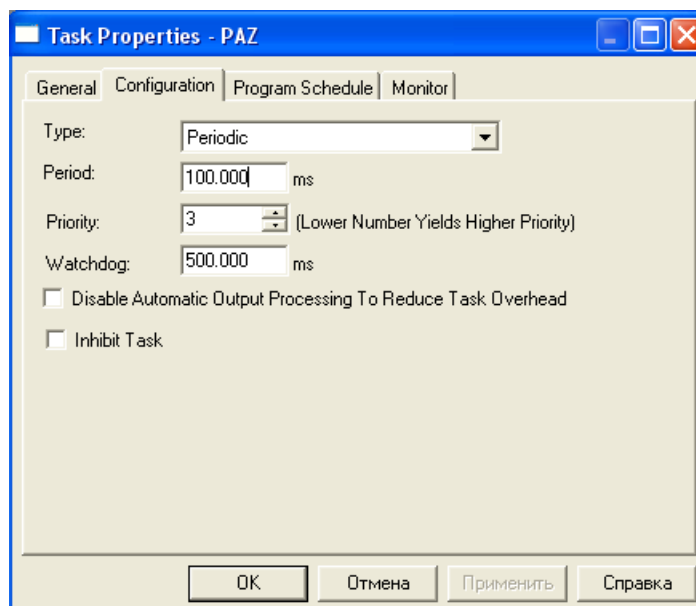 Task Properties - PAZ
General Configuration Program Schedule Monitor
Type: Periodic
Period: 100.000 ms
Priority: 3 (Lower Number Yields Higher Priority)
Watchdog: 500.000 ms
Disable Automatic Output Processing To Reduce Task Overhead
Inhibit Task
OK Отмена Применить Справка